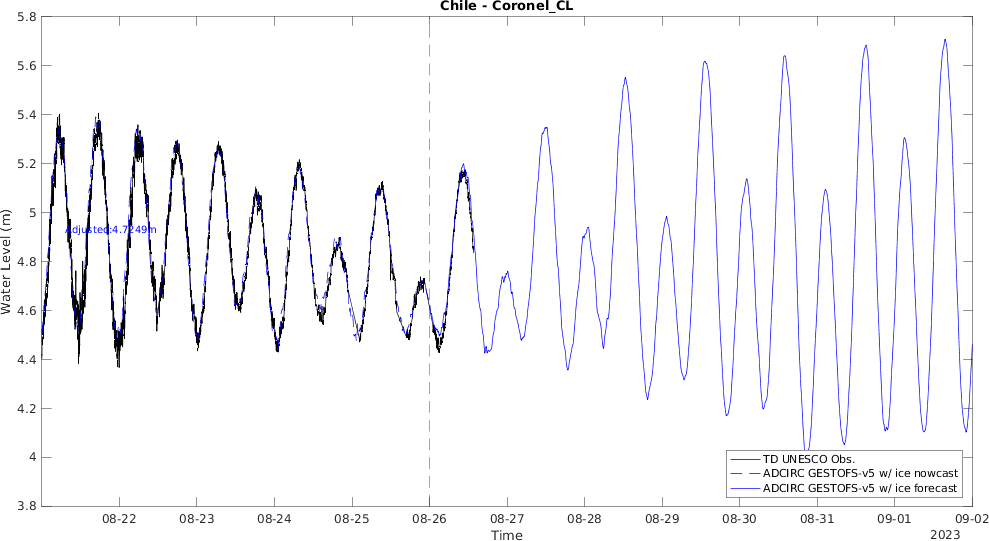 Chile - Coronel_CL
5.8
5.6
5.4
5.2
5
4.8
4.6
4.4
4.2
4
3.8
Water Level (m)
Adjusted:4.7249m
TD UNESCO Obs.
ADCIRC GESTOFS-v5 w/ ice nowcast
ADCIRC GESTOFS-v5 w/ ice forecast
08-22 08-23 08-24 08-25 08-26 08-27 08-28 08-29 08-30 08-31 09-01 09-02
Time
2023